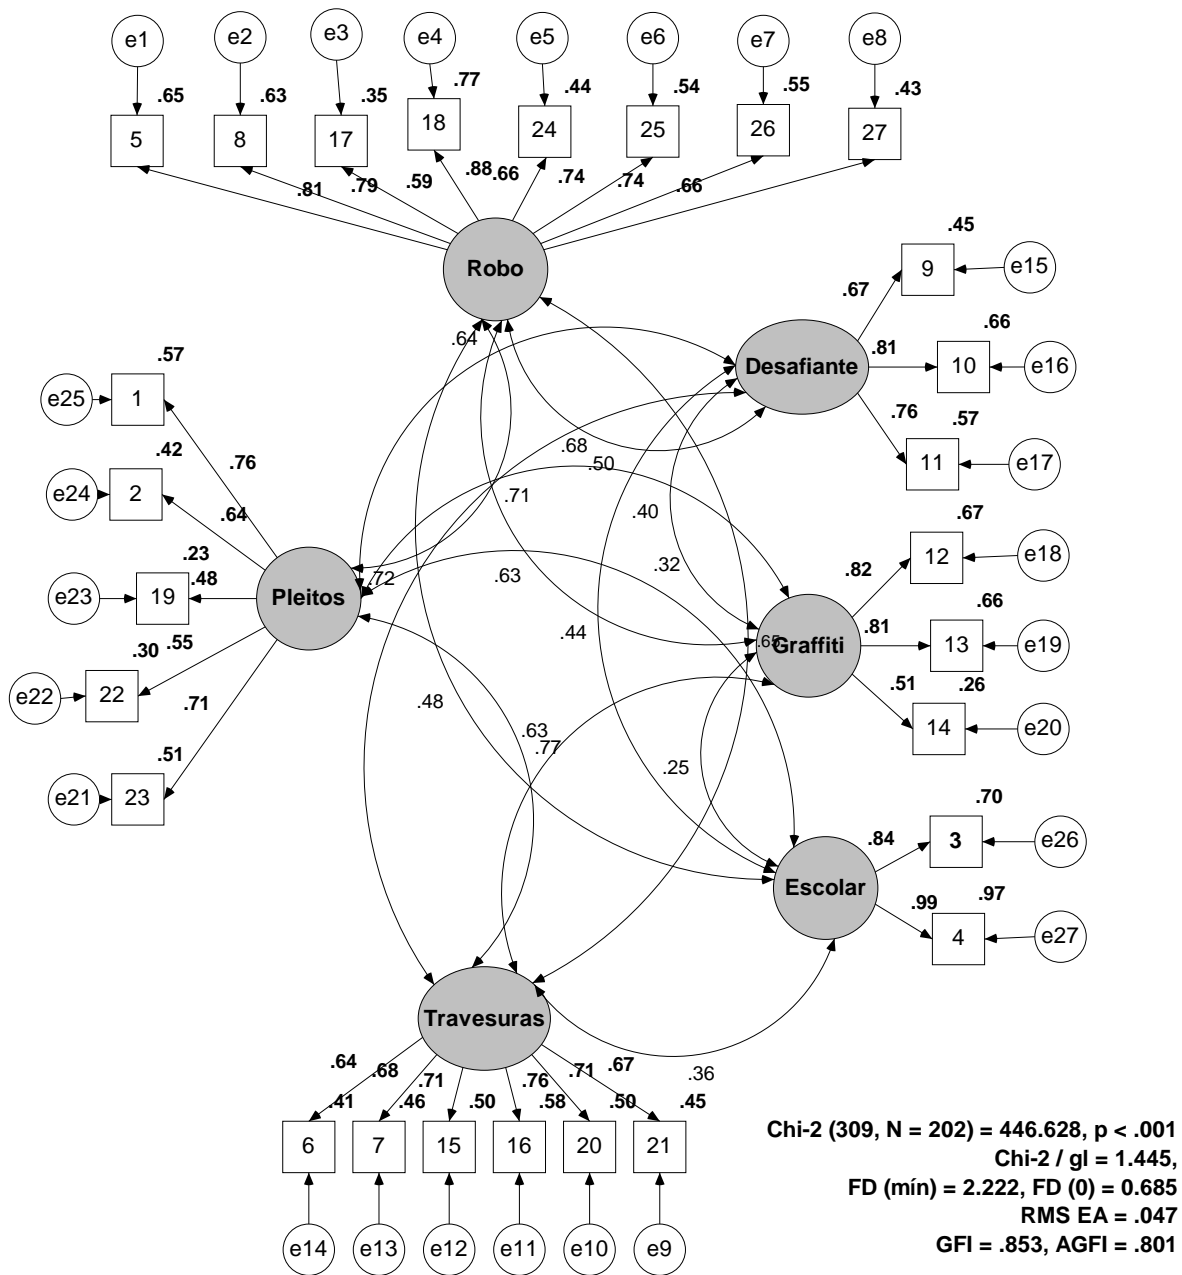 e1 e2 e3 e4 e5 e6 e7 e8
.65 .63 .35 .77 .44 .54 .55 .43
5 8 17 18 24 25 26 27
.81 .79 .59 .88 .66 .74 .74 .66
Robo
.45
9 e15
.67
.66
.81
10 e16
Desafiante
.76 .57
11 e17
.64
.57
e25 1
.76
.42
e24 2
.64
.23
e23 19 .48
Pleitos
.72
.30 .55
e22 22
.71
.51
e21 23
.68
.50
.71
.40
.63
.32
.44
.65
.48
.63
.77
.25
.67
12 e18
.82
.66
.81
Graffiti
13 e19
.51 .26
14 e20
.70
.84
3 e26
Escolar
.99 .97
4 e27
Travesuras
.36
.64 .68 .71 .76 .71 .67
.41 .46 .50 .58 .50 .45
6 7 15 16 20 21
e14 e13 e12 e11 e10 e9
Chi-2 (309, N = 202) = 446.628, p < .001
Chi-2 / gl = 1.445,
FD (mín) = 2.222, FD (0) = 0.685
RMS EA = .047
GFI = .853, AGFI = .801